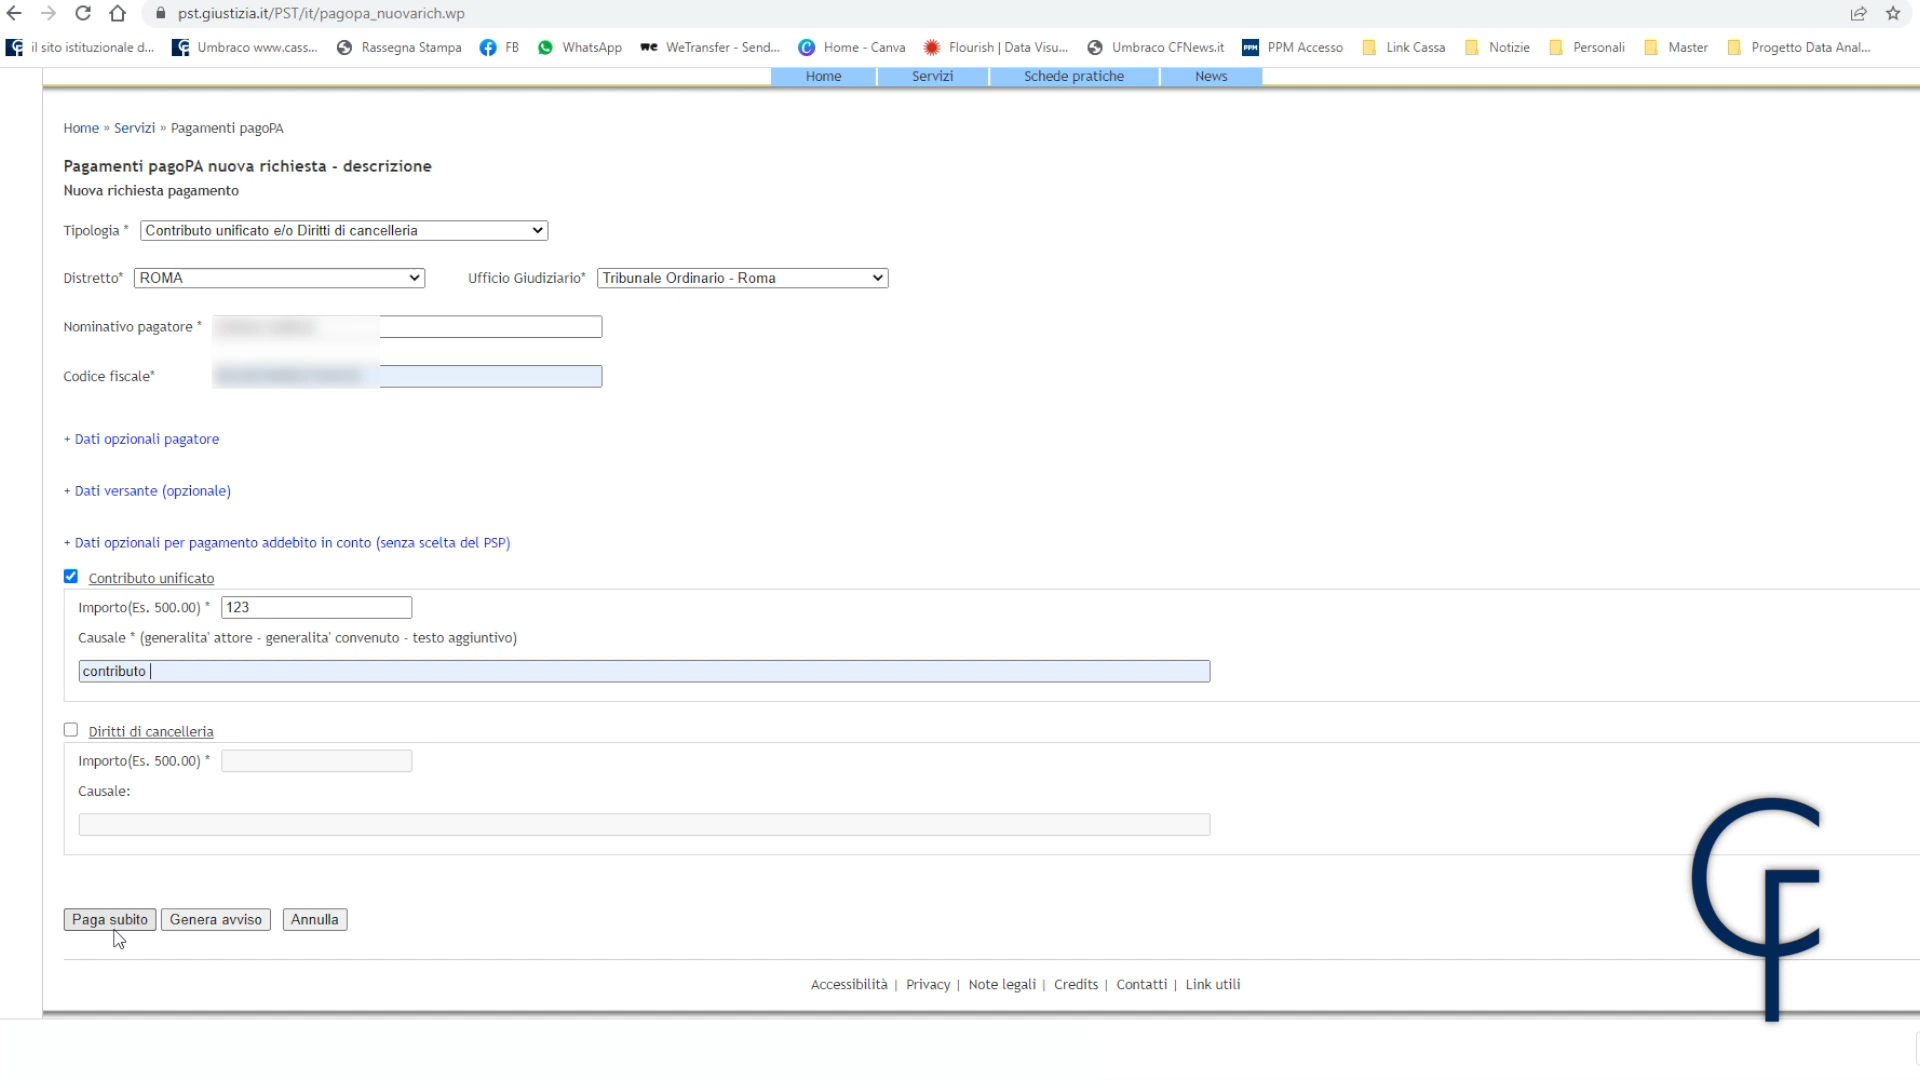 pst.giustizia.it/PST/it/pagopa_nuovarich.wp
il sito istituzionale d... Umbraco www.cass... Rassegna Stampa FB WhatsApp we WeTransfer - Send... Home - Canva Flourish | Data Visu... Umbraco CFNews.it PPM PPM Accesso Link Cassa Notizie Personali Master Progetto Data Anal...
Home Servizi Schede pratiche News
Home » Servizi » Pagamenti pagoPA
Pagamenti pagoPA nuova richiesta - descrizione
Nuova richiesta pagamento
Tipologia * Contributo unificato e/o Diritti di cancelleria
Distretto* ROMA Ufficio Giudiziario* Tribunale Ordinario - Roma
Nominativo pagatore *
Codice fiscale*
+ Dati opzionali pagatore
+ Dati versante (opzionale)
+ Dati opzionali per pagamento addebito in conto (senza scelta del PSP)
Contributo unificato
Importo(Es. 500.00) * 123
Causale * (generalita' attore - generalita' convenuto - testo aggiuntivo)
contributo
Diritti di cancelleria
Importo(Es. 500.00) *
Causale:
Paga subito Genera avviso Annulla
Accessibilità | Privacy | Note legali | Credits | Contatti | Link utili
CF